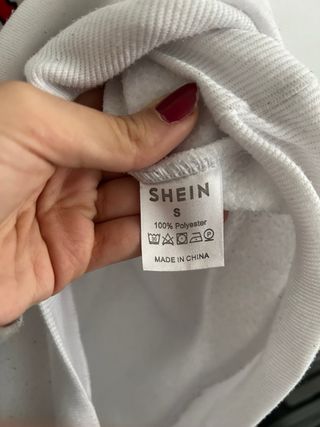 SHEIN
S
100% Polyester
MADE IN CHINA